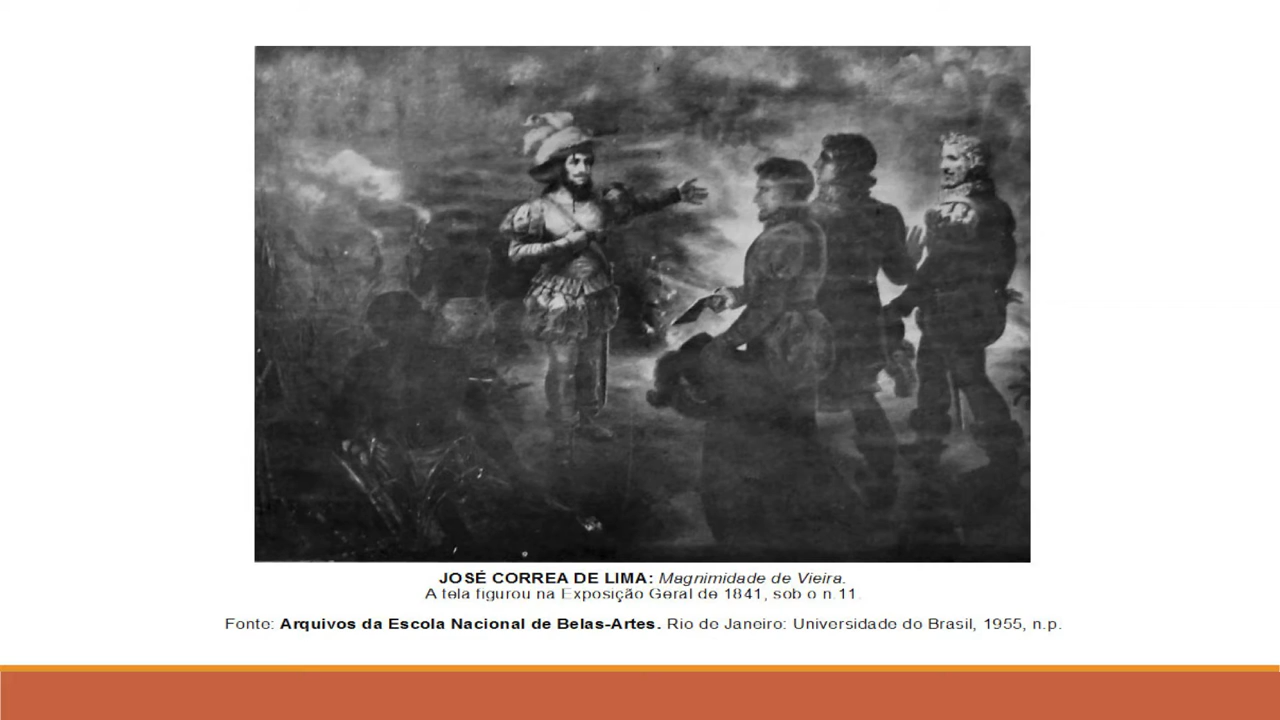 JOSÉ CORREA DE LIMA: Magnimidade de Vieira.
A tela figurou na Exposição Geral de 1841, sob o n.11.
Fonte: Arquivos da Escola Nacional de Belas-Artes. Rio de Janeiro: Universidade do Brasil, 1955, n.p.